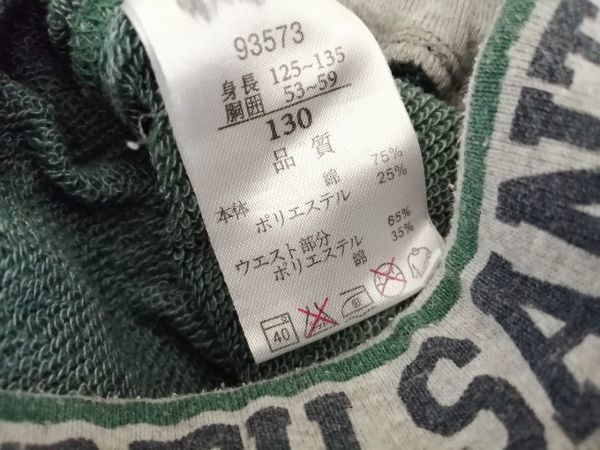 93573
身長 125~135
胴囲 53~59
130
品質
本体 綿 75%
ポリエステル 25%
ウエスト部分
ポリエステル 65%
綿 35%
40
SANIT